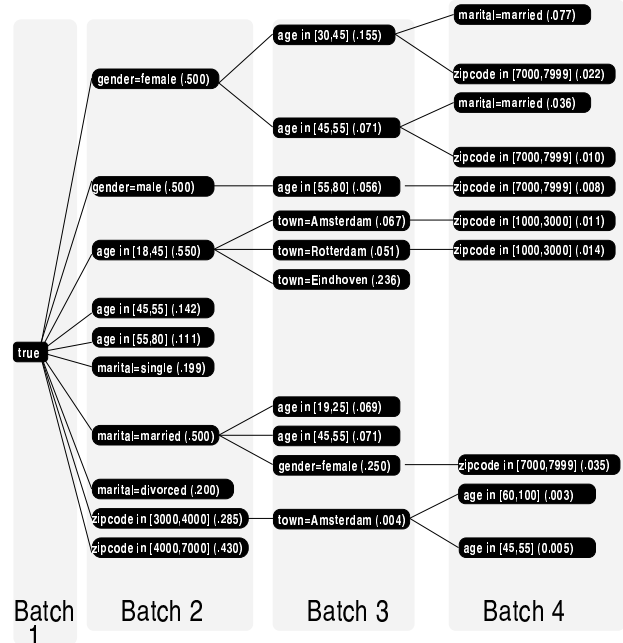 true
gender=female (.500)
gender=male (.500)
age in [18,45] (.550)
age in [45,55] (.142)
age in [55,80] (.111)
marital=single (.199)
marital=married (.500)
marital=divorced (.200)
zipcode in [3000,4000] (.285)
zipcode in [4000,7000] (.430)
age in [30,45] (.155)
age in [45,55] (.071)
age in [55,80] (.056)
town=Amsterdam (.067)
town=Rotterdam (.051)
town=Eindhoven (.236)
age in [19,25] (.069)
age in [45,55] (.071)
gender=female (.250)
town=Amsterdam (.004)
marital=married (.077)
zipcode in [7000,7999] (.022)
marital=married (.036)
zipcode in [7000,7999] (.010)
zipcode in [7000,7999] (.008)
zipcode in [1000,3000] (.011)
zipcode in [1000,3000] (.014)
zipcode in [7000,7999] (.035)
age in [60,100] (.003)
age in [45,55] (0.005)
Batch
1
Batch 2
Batch 3
Batch 4